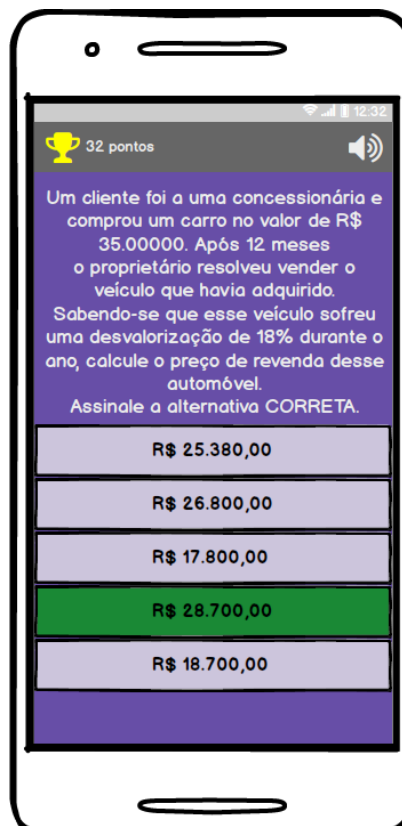 12:32
32 pontos
Um cliente foi a uma concessionária e
comprou um carro no valor de R$
35.00000. Após 12 meses
o proprietário resolveu vender o
veículo que havia adquirido.
Sabendo-se que esse veículo sofreu
uma desvalorização de 18% durante o
ano, calcule o preço de revenda desse
automóvel.
Assinale a alternativa CORRETA.
R$ 25.380,00
R$ 26.800,00
R$ 17.800,00
R$ 28.700,00
R$ 18.700,00